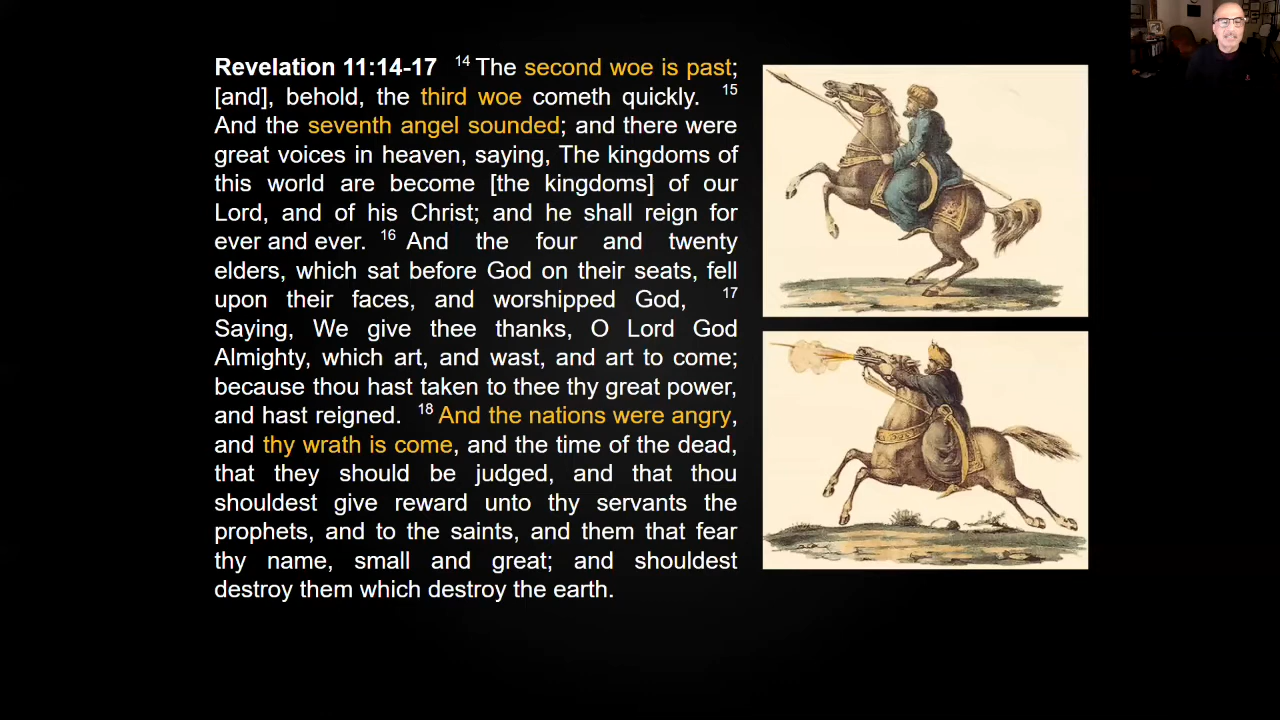 Revelation 11:14-17 14 The second woe is past;
[and], behold, the third woe cometh quickly. 15
And the seventh angel sounded; and there were
great voices in heaven, saying, The kingdoms of
this world are become [the kingdoms] of our
Lord, and of his Christ; and he shall reign for
ever and ever. 16 And the four and twenty
elders, which sat before God on their seats, fell
upon their faces, and worshipped God, 17
Saying, We give thee thanks, O Lord God
Almighty, which art, and wast, and art to come;
because thou hast taken to thee thy great power,
and hast reigned. 18 And the nations were angry,
and thy wrath is come, and the time of the dead,
that they should be judged, and that thou
shouldest give reward unto thy servants the
prophets, and to the saints, and them that fear
thy name, small and great; and shouldest
destroy them which destroy the earth.